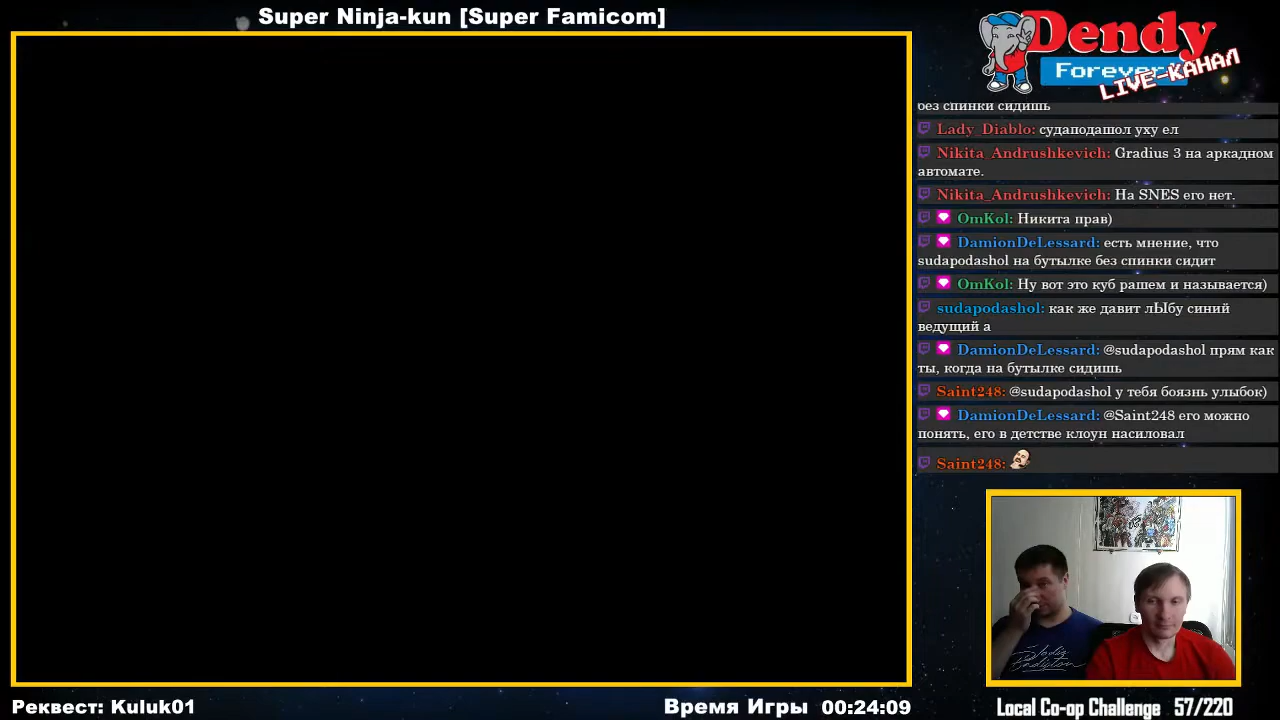 Super Ninja-kun [Super Famicom]
Dendy
Forever!
LIVE-КАНАЛ
без спинки сидишь
Lady_Diablo: судаподашол уху ел
Nikita_Andrushkevich: Gradius 3 на аркадном
автомате.
Nikita_Andrushkevich: На SNES его нет.
OmKol: Никита прав)
DamionDeLessard: есть мнение, что
sudapodashol на бутылке без спинки сидит
OmKol: Ну вот это куб рашем и называется)
sudapodashol: как же давит лЫбу синий
ведущий а
DamionDeLessard: @sudapodashol прям как
ты, когда на бутылке сидишь
Saint248: @sudapodashol у тебя боязнь улыбок)
DamionDeLessard: @Saint248 его можно
понять, его в детстве клоун насиловал
Saint248:
Реквест: Kuluk01
Время Игры 00:24:09
Local Co-op Challenge 57/220